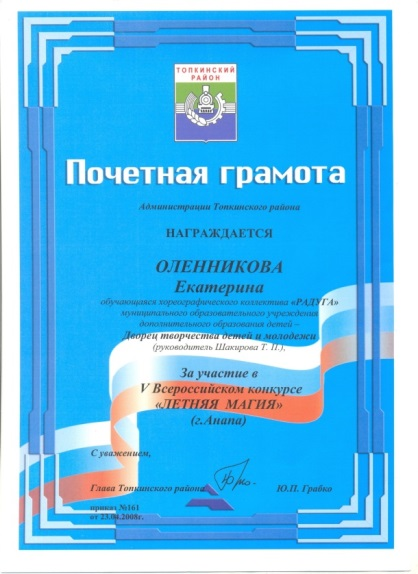 ТОПКИНСКИЙ
РАЙОН
Почетная грамота
Администрации Топкинского района
НАГРАЖДАЕТСЯ
ОЛЕННИКОВА
Екатерина
обучающаяся хореографического коллектива «РАДУГА»
муниципального образовательного учреждения
дополнительного образования детей –
Дворец творчества детей и молодежи
(руководитель Шакирова Т. П.),
За участие в
V Всероссийском конкурсе
«ЛЕТНЯЯ МАГИЯ»
(г.Анапа)
С уважением,
Глава Топкинского района
Ю.П. Грабко
приказ №161
от 23.04.2008г.